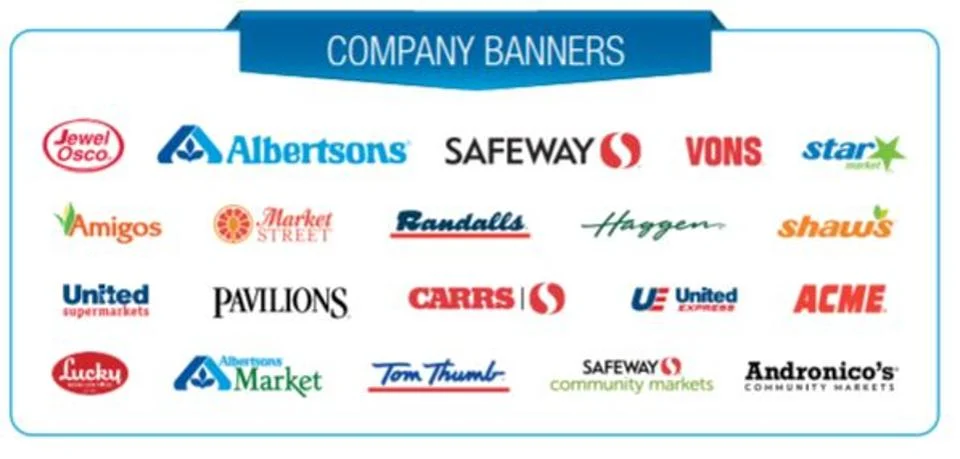 COMPANY BANNERS
Jewel
Osco
Albertsons
SAFEWAY
VONS
star
market
Amigos
Market
STREET
Randalls
Haggen
shaw's
United
supermarkets
PAVILIONS
CARRS
UE United
EXPRESS
ACME
Lucky
Albertsons
Market
Tom Thumb
SAFEWAY
community markets
Andronico's
COMMUNITY MARKETS